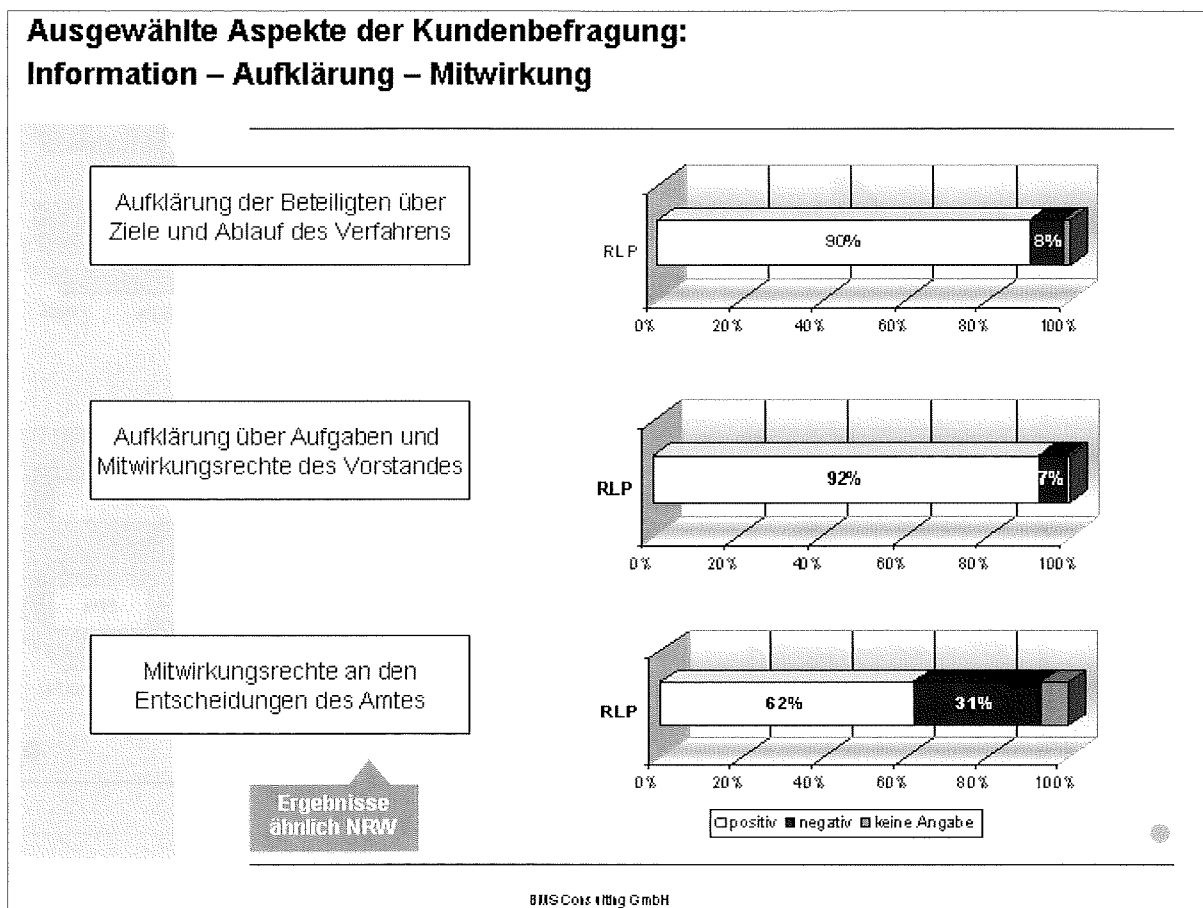 Ausgewählte Aspekte der Kundenbefragung:
Information – Aufklärung – Mitwirkung
Aufklärung der Beteiligten über
Ziele und Ablauf des Verfahrens
RLP
90%
8%
0%
20%
40%
60%
80%
100%
Aufklärung über Aufgaben und
Mitwirkungsrechte des Vorstandes
RLP
92%
7%
0%
20%
40%
60%
80%
100%
Mitwirkungsrechte an den
Entscheidungen des Amtes
RLP
62%
31%
0%
20%
40%
60%
80%
100%
Ergebnisse
ähnlich NRW
positiv negativ keine Angabe
BMS Consulting GmbH